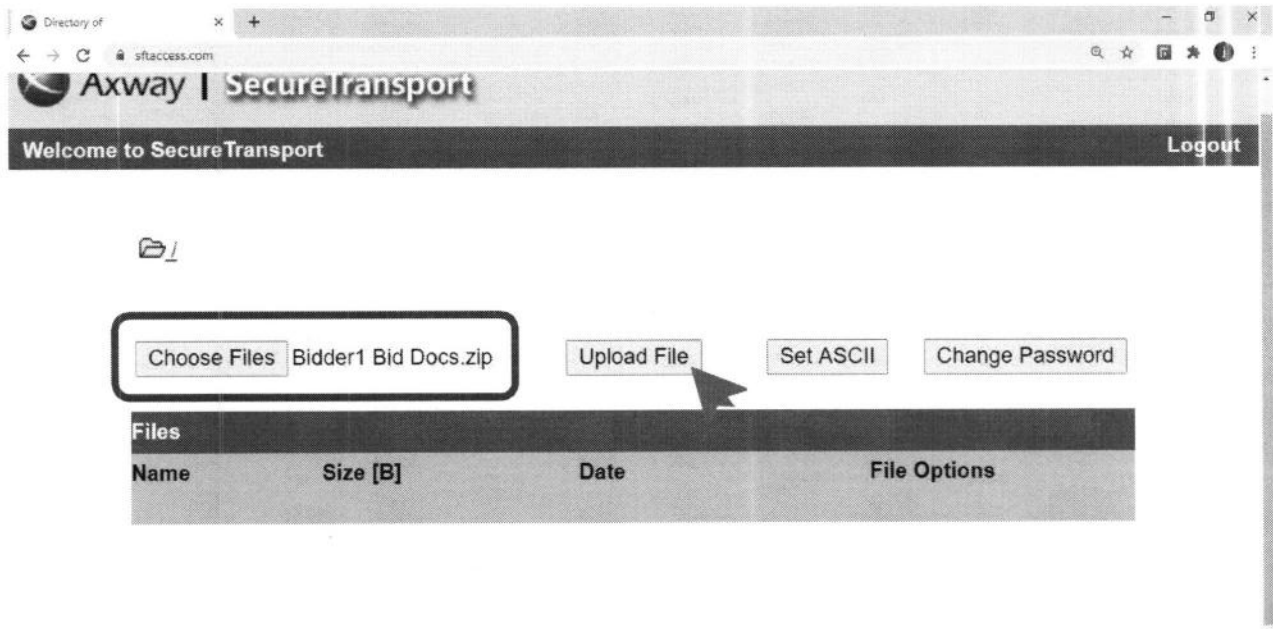 Directory of
sftaccess.com
Axway | SecureTransport
Welcome to SecureTransport Logout
/
Choose Files Bidder1 Bid Docs.zip Upload File Set ASCII Change Password
Files
Name Size [B] Date File Options